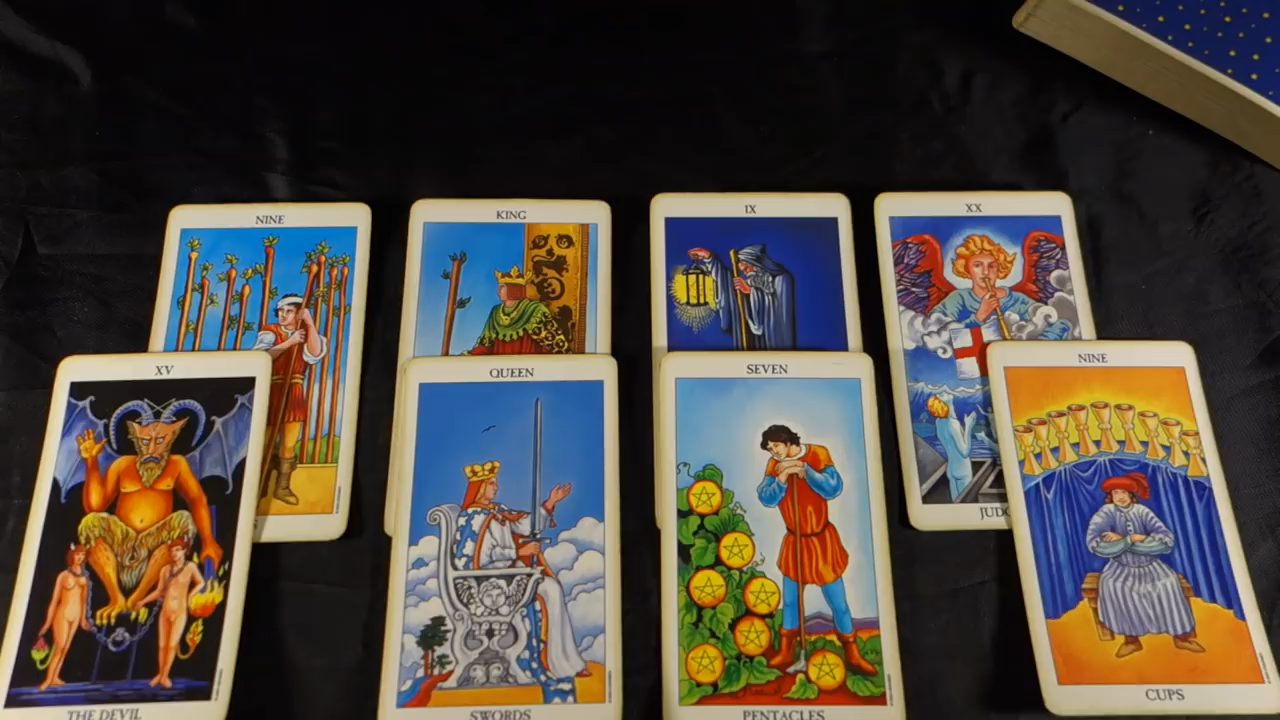 NINE
KING
IX
XX
JUDG
XV
THE DEVIL
QUEEN
SWORDS
SEVEN
PENTACLES
NINE
CUPS